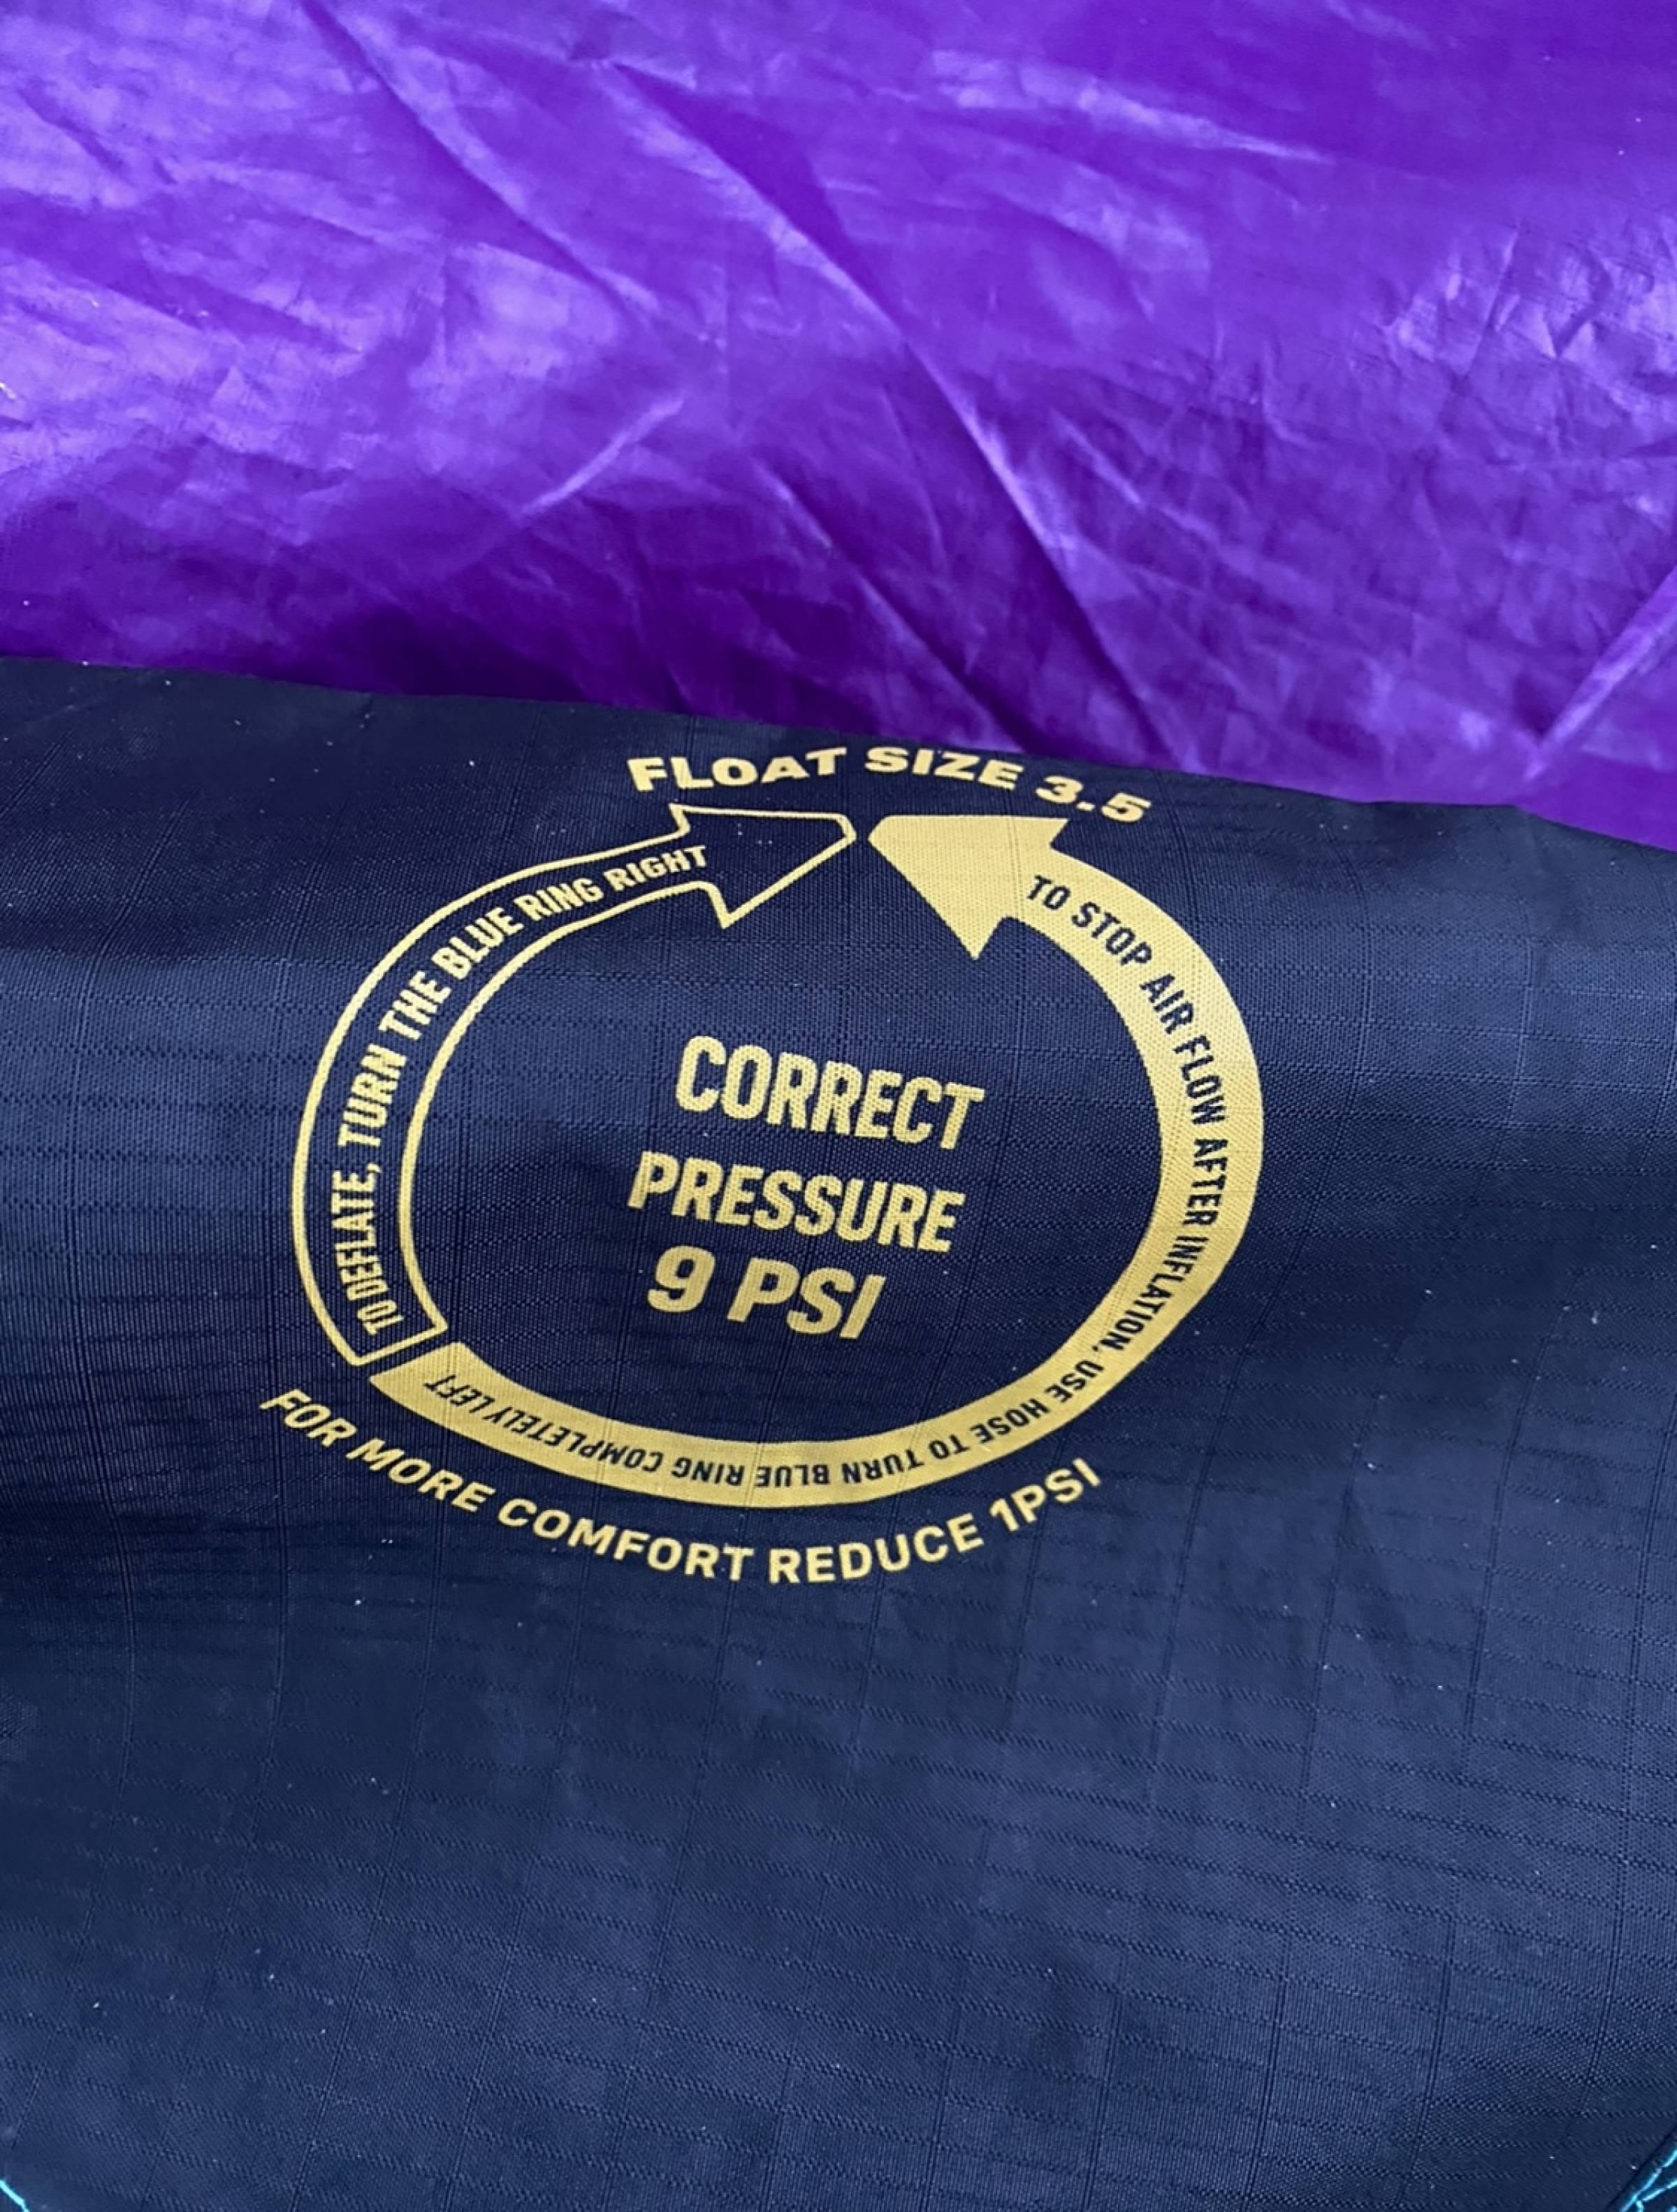 FLOAT SIZE 3.5
TO DEFLATE, TURN THE BLUE RING RIGHT
TO STOP AIR FLOW AFTER INFLATION, USE HOSE TO TURN BLUE RING COMPLETELY LEFT
CORRECT
PRESSURE
9 PSI
FOR MORE COMFORT REDUCE 1PSI